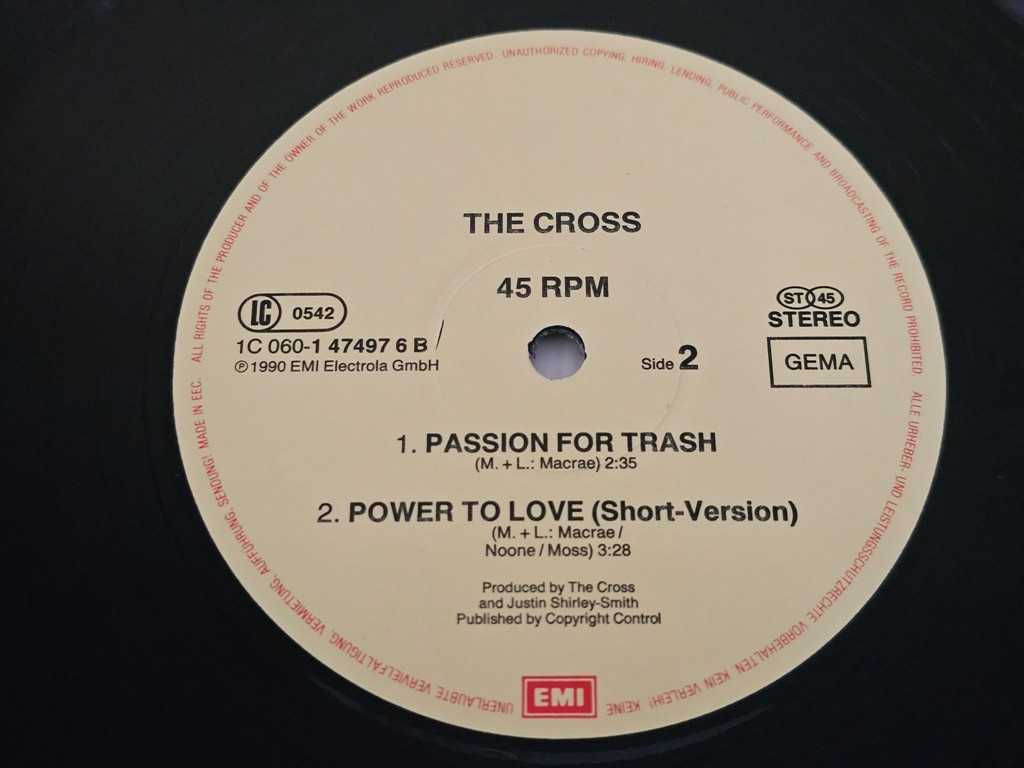 THE CROSS
45 RPM
LC 0542
1C 060-1 47497 6 B
℗ 1990 EMI Electrola GmbH
Side 2
ST 45
STEREO
GEMA
1. PASSION FOR TRASH
(M. + L.: Macrae) 2:35
2. POWER TO LOVE (Short-Version)
(M. + L.: Macrae /
Noone / Moss) 3:28
Produced by The Cross
and Justin Shirley-Smith
Published by Copyright Control
EMI
ALL RIGHTS OF THE PRODUCER AND OF THE OWNER OF THE WORK REPRODUCED RESERVED. UNAUTHORIZED COPYING, HIRING, LENDING, PUBLIC PERFORMANCE AND BROADCASTING OF THE RECORD PROHIBITED. ALLE URHEBER- UND LEISTUNGSSCHUTZRECHTE VORBEHALTEN. KEIN VERLEIH! KEINE UNERLAUBTE VERVIELFÄLTIGUNG, VERMIETUNG, AUFFÜHRUNG, SENDUNG! MADE IN EEC.